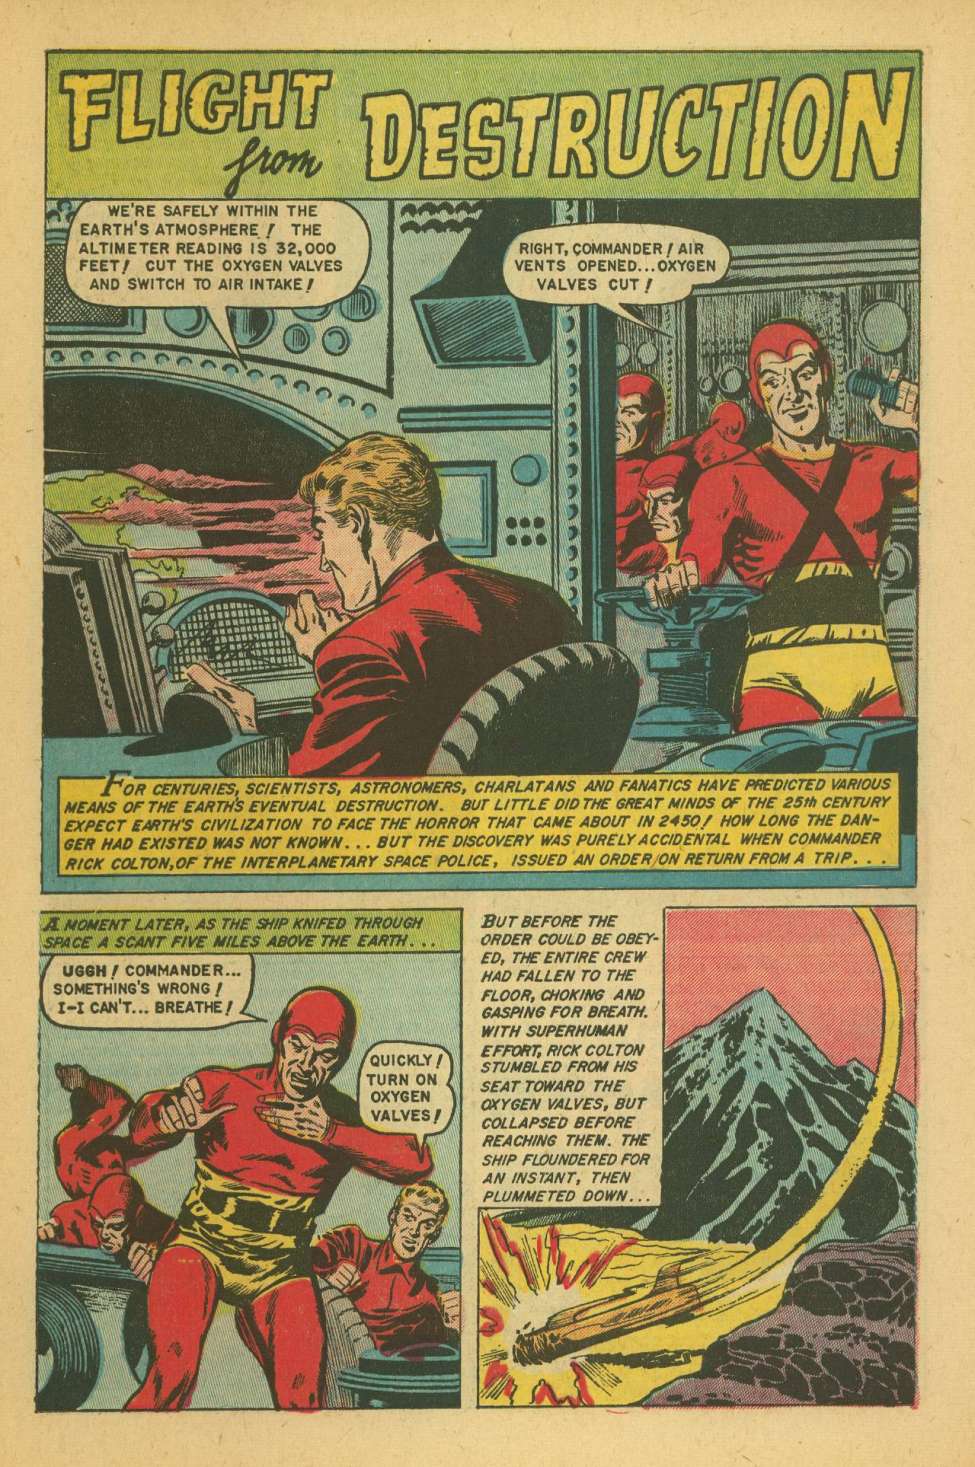 FLIGHT
from DESTRUCTION
WE'RE SAFELY WITHIN THE
EARTH'S ATMOSPHERE! THE
ALTIMETER READING IS 32,000
FEET! CUT THE OXYGEN VALVES
AND SWITCH TO AIR INTAKE!
RIGHT, COMMANDER! AIR
VENTS OPENED...OXYGEN
VALVES CUT!
FOR CENTURIES, SCIENTISTS, ASTRONOMERS, CHARLATANS AND FANATICS HAVE PREDICTED VARIOUS
MEANS OF THE EARTH'S EVENTUAL DESTRUCTION. BUT LITTLE DID THE GREAT MINDS OF THE 25th CENTURY
EXPECT EARTH'S CIVILIZATION TO FACE THE HORROR THAT CAME ABOUT IN 2450! HOW LONG THE DAN-
GER HAD EXISTED WAS NOT KNOWN... BUT THE DISCOVERY WAS PURELY ACCIDENTAL WHEN COMMANDER
RICK COLTON, OF THE INTERPLANETARY SPACE POLICE, ISSUED AN ORDER ON RETURN FROM A TRIP...
A MOMENT LATER, AS THE SHIP KNIFED THROUGH
SPACE A SCANT FIVE MILES ABOVE THE EARTH...
UGGH! COMMANDER...
SOMETHING'S WRONG!
I-I CAN'T... BREATHE!
QUICKLY!
TURN ON
OXYGEN
VALVES!
BUT BEFORE THE
ORDER COULD BE OBEY-
ED, THE ENTIRE CREW
HAD FALLEN TO THE
FLOOR, CHOKING AND
GASPING FOR BREATH.
WITH SUPERHUMAN
EFFORT, RICK COLTON
STUMBLED FROM HIS
SEAT TOWARD THE
OXYGEN VALVES, BUT
COLLAPSED BEFORE
REACHING THEM. THE
SHIP FLOUNDERED FOR
AN INSTANT, THEN
PLUMMETED DOWN...